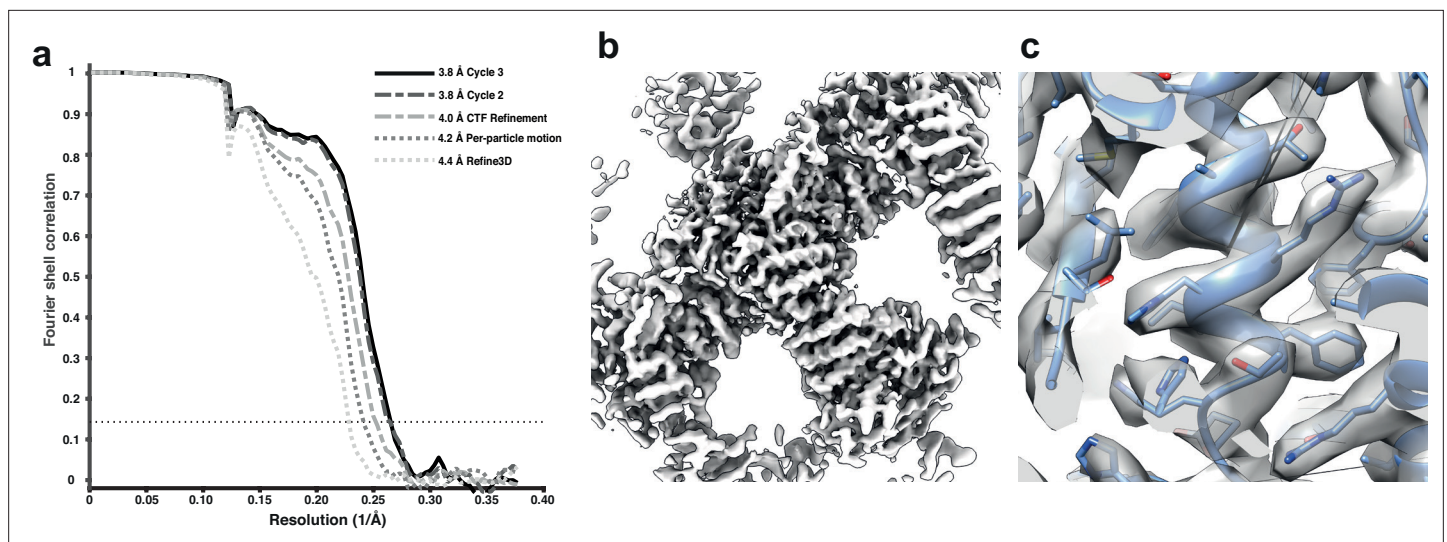 a
b
c
3.8 Å Cycle 3
3.8 Å Cycle 2
4.0 Å CTF Refinement
4.2 Å Per-particle motion
4.4 Å Refine3D
Fourier shell correlation
1
0.9
0.8
0.7
0.6
0.5
0.4
0.3
0.2
0.1
0
0 0.05 0.10 0.15 0.20 0.25 0.30 0.35 0.40
Resolution (1/Å)